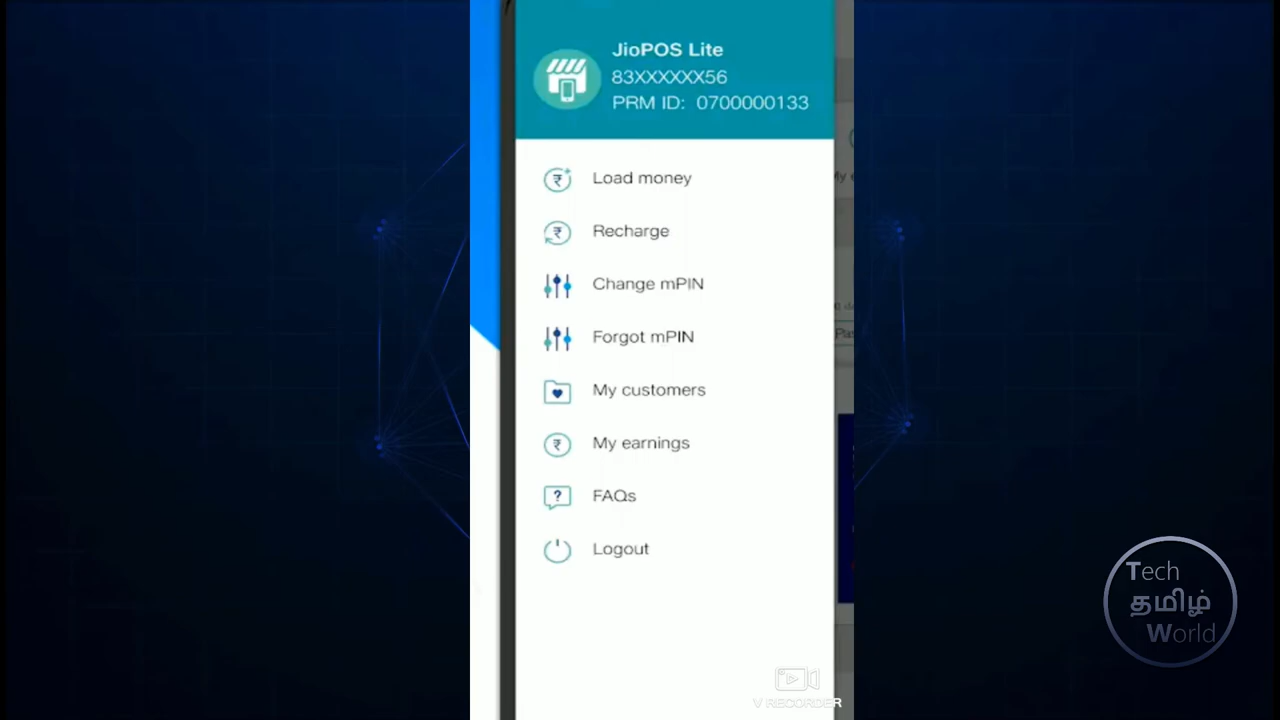 JioPOS Lite
83XXXXXX56
PRM ID: 0700000133
Load money
Recharge
Change mPIN
Forgot mPIN
My customers
My earnings
FAQs
Logout
Tech
தமிழ்
World
V RECORDER